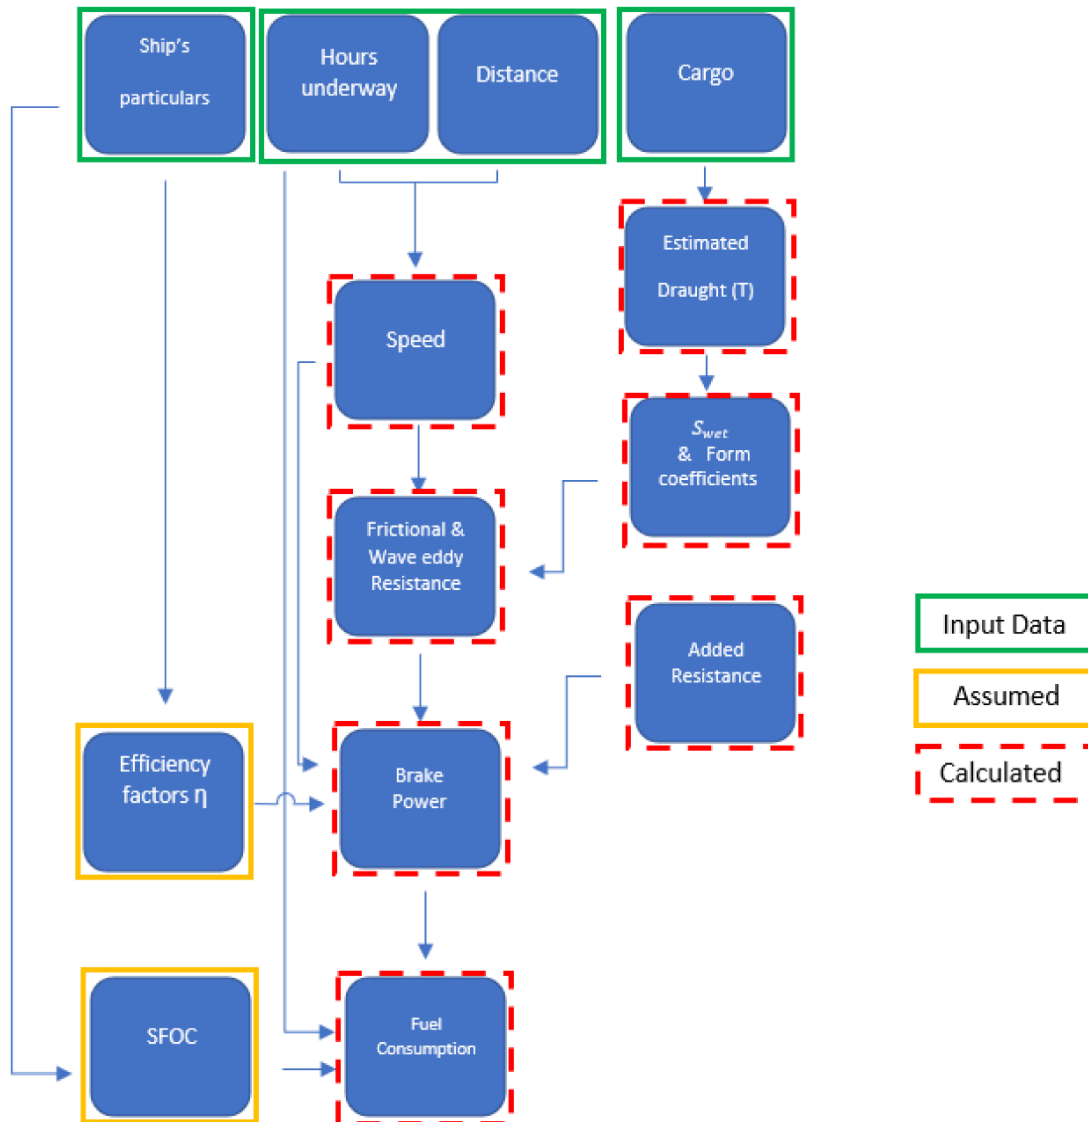 Ship's
particulars
Hours
underway
Distance
Cargo
Estimated
Draught (T)
Speed
S_wet
& Form
coefficients
Frictional &
Wave eddy
Resistance
Added
Resistance
Input Data
Assumed
Calculated
Efficiency
factors η
Brake
Power
SFOC
Fuel
Consumption